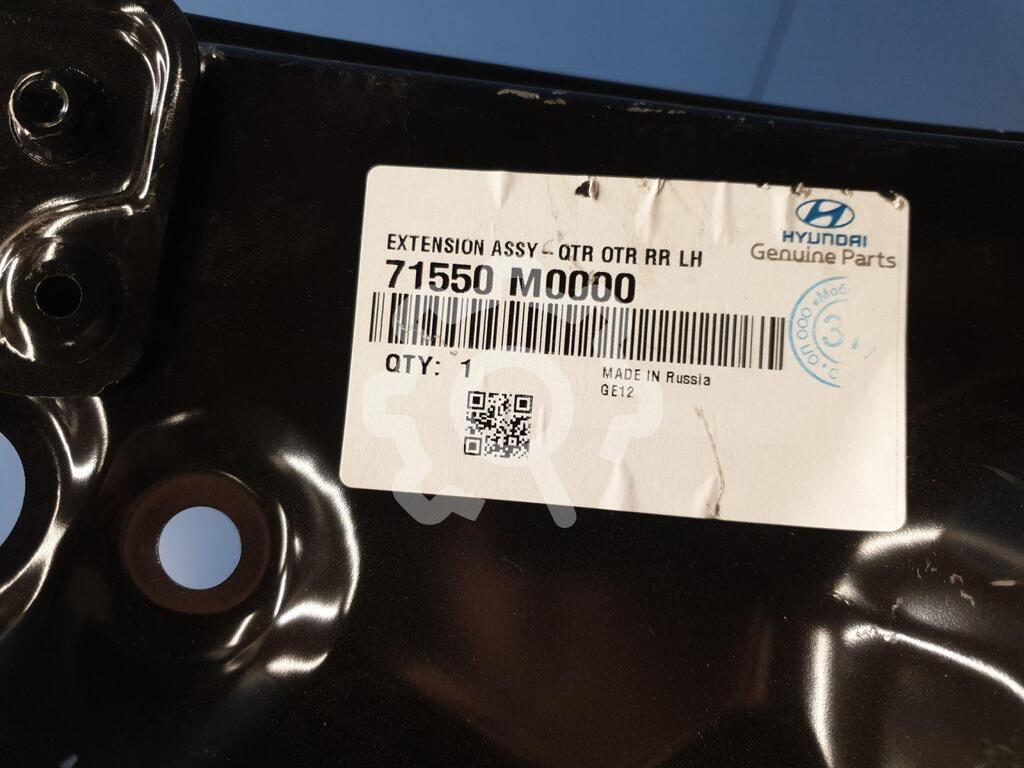 HYUNDAI
Genuine Parts
EXTENSION ASSY-QTR OTR RR LH
71550 M0000
QTY: 1
MADE IN Russia
GE12